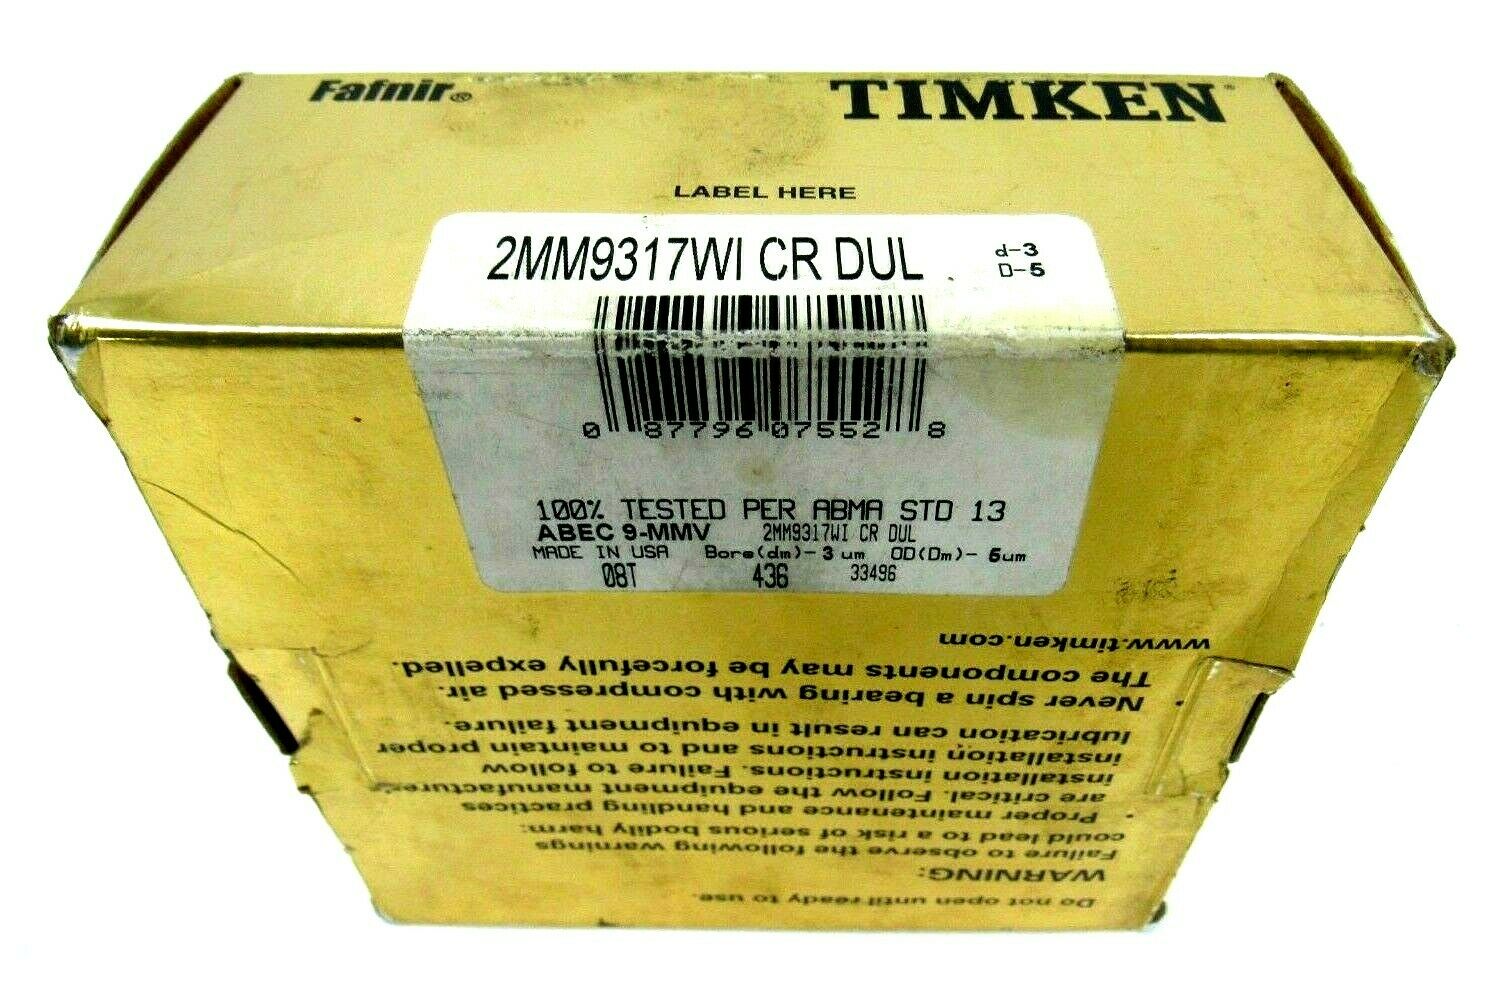 Fafnir®
TIMKEN®
LABEL HERE
2MM9317WI CR DUL
d-3
D-5
0 87796 07552 8
100% TESTED PER ABMA STD 13
ABEC 9-MMV 2MM9317WI CR DUL
MADE IN USA Bore(dm)-3 um OD(Dm)- 5um
08T 436 33496
Do not open until ready to use.
WARNING:
Failure to observe the following warnings
could lead to a risk of serious bodily harm:
• Proper maintenance and handling practices
are critical. Follow the equipment manufacturer's
installation instructions. Failure to follow
installation instructions and to maintain proper
lubrication can result in equipment failure.
• Never spin a bearing with compressed air.
The components may be forcefully expelled.
www.timken.com